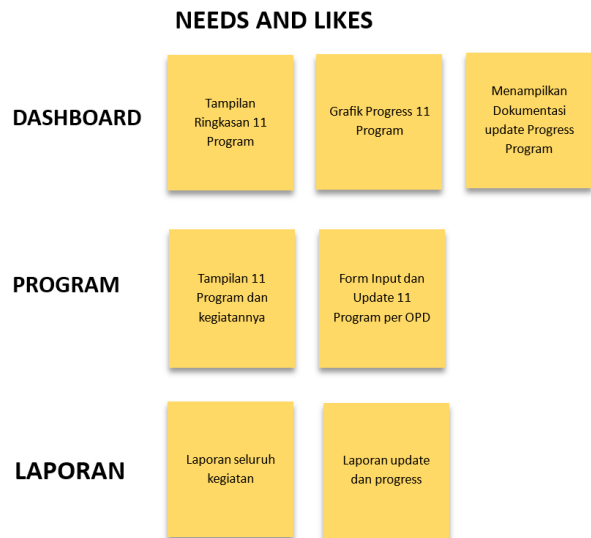 NEEDS AND LIKES
DASHBOARD
Tampilan
Ringkasan 11
Program
Grafik Progress 11
Program
Menampilkan
Dokumentasi
update Progress
Program
PROGRAM
Tampilan 11
Program dan
kegiatannya
Form Input dan
Update 11
Program per OPD
LAPORAN
Laporan seluruh
kegiatan
Laporan update
dan progress